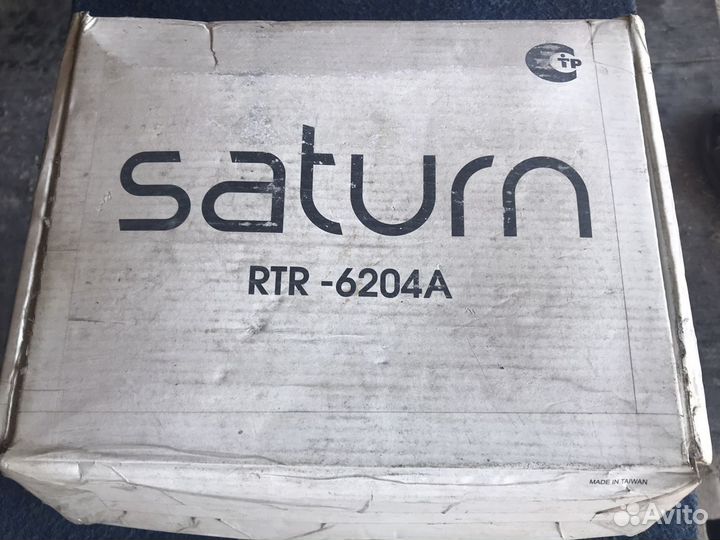 saturn
RTR -6204A
MADE IN TAIWAN
Avito